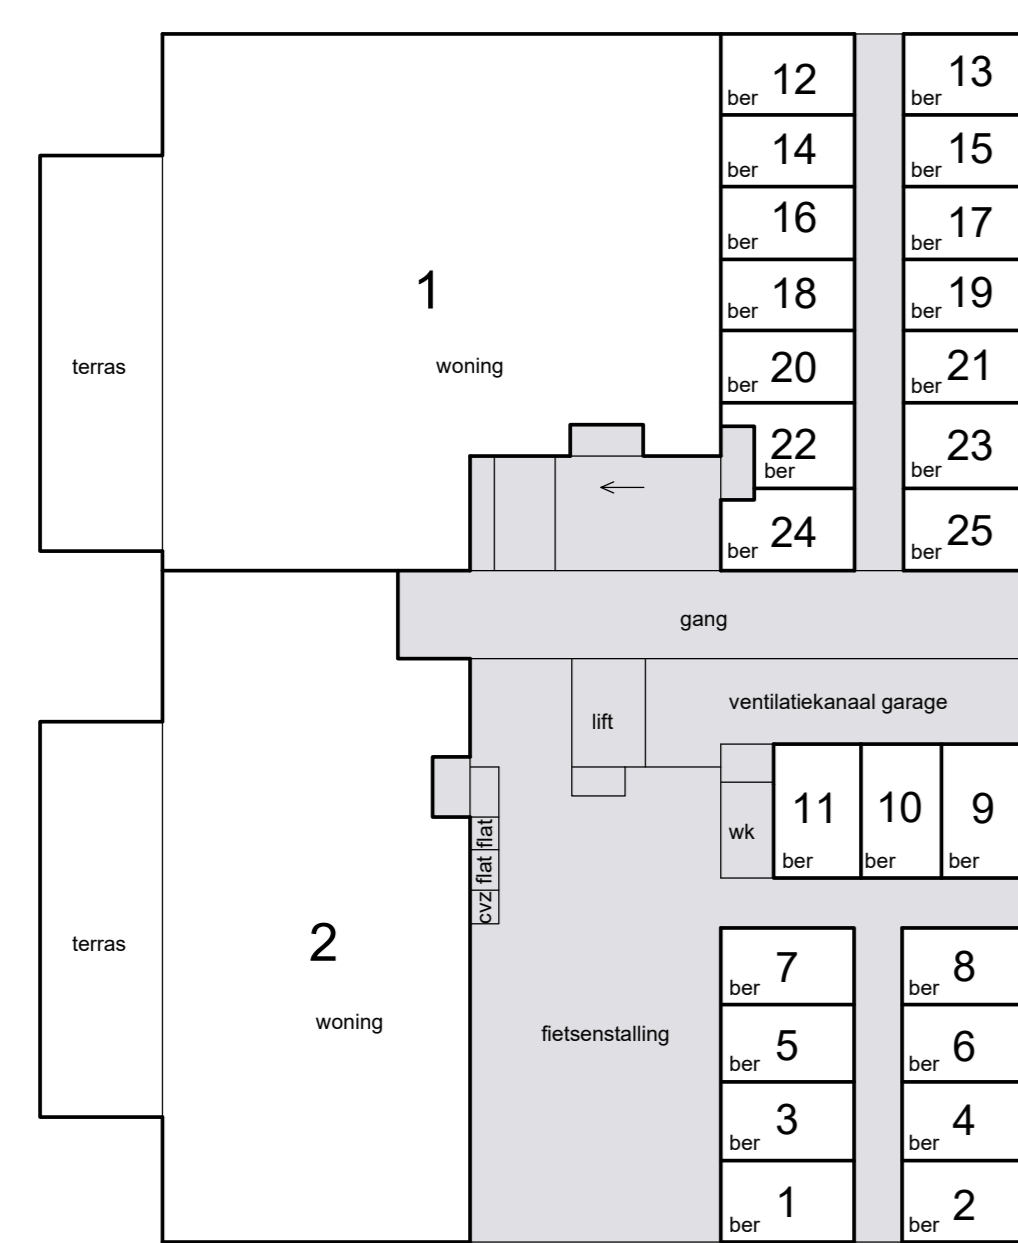 12
ber
13
ber
14
ber
15
ber
16
ber
17
ber
1
woning
terras
18
ber
19
ber
20
ber
21
ber
22
ber
23
ber
24
ber
25
ber
gang
lift
ventilatiekanaal garage
wk
11
ber
10
ber
9
ber
flat
flat
cvz
2
woning
terras
fietsenstalling
7
ber
8
ber
5
ber
6
ber
3
ber
4
ber
1
ber
2
ber